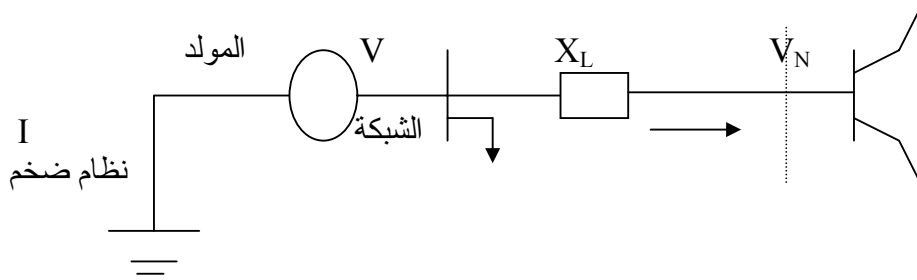 المولد
V
X_L
V_N
الشبكة
I
نظام ضخم